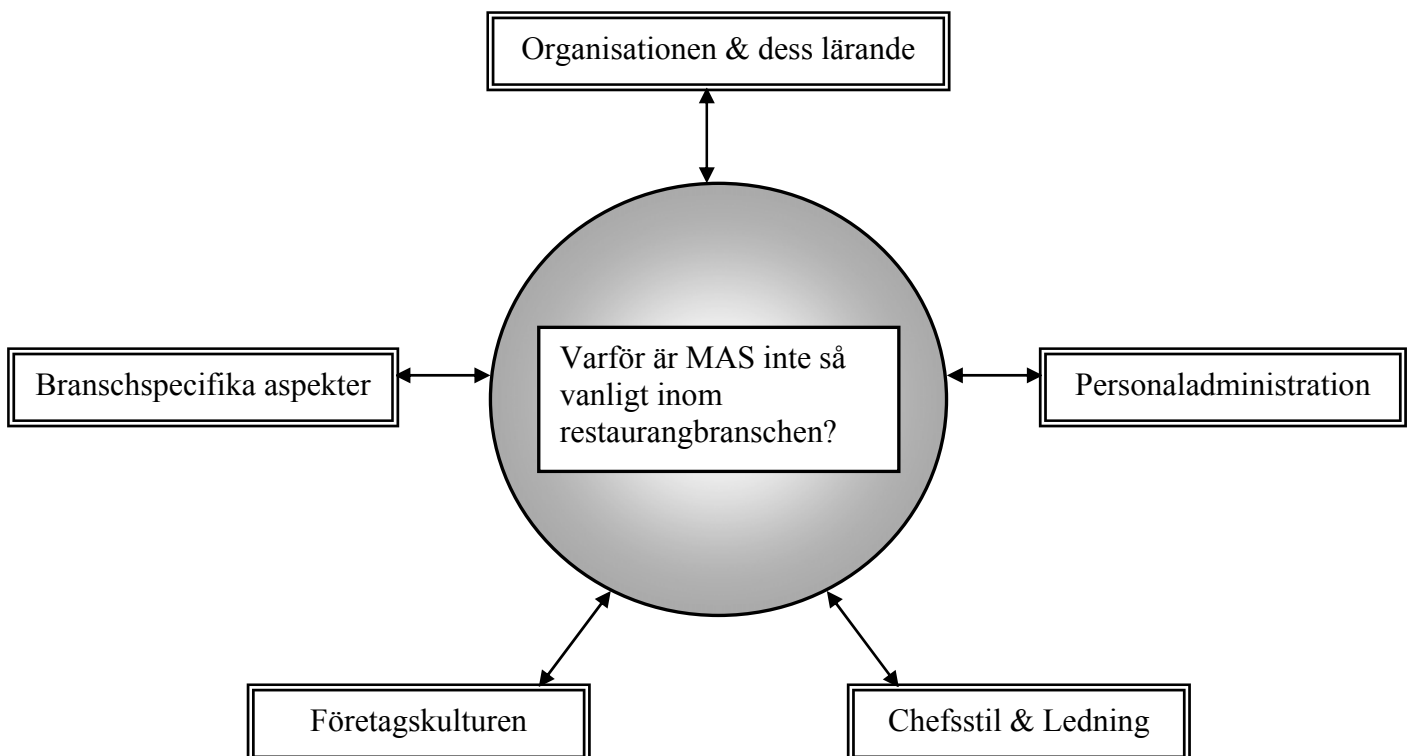 Organisationen & dess lärande
Varför är MAS inte så
vanligt inom
restaurangbranschen?
Branschspecifika aspekter
Personaladministration
Företagskulturen
Chefsstil & Ledning